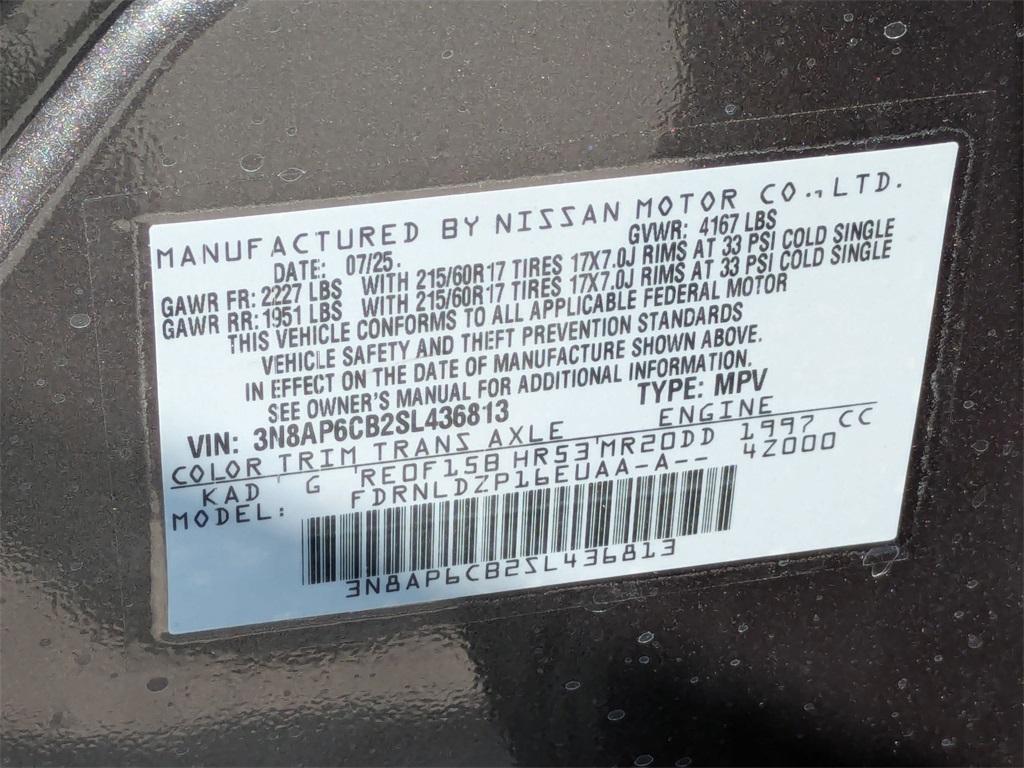 MANUFACTURED BY NISSAN MOTOR CO., LTD.
DATE: 07/25. GVWR: 4167 LBS
GAWR FR: 2227 LBS WITH 215/60R17 TIRES 17X7.0J RIMS AT 33 PSI COLD SINGLE
GAWR RR: 1951 LBS WITH 215/60R17 TIRES 17X7.0J RIMS AT 33 PSI COLD SINGLE
THIS VEHICLE CONFORMS TO ALL APPLICABLE FEDERAL MOTOR
VEHICLE SAFETY AND THEFT PREVENTION STANDARDS
IN EFFECT ON THE DATE OF MANUFACTURE SHOWN ABOVE.
SEE OWNER'S MANUAL FOR ADDITIONAL INFORMATION.
VIN: 3N8AP6CB2SL436813 TYPE: MPV
COLOR TRIM TRANS AXLE ENGINE
KAD G RE0F15B HR53 MR20DD 1997 CC
MODEL: FDRNLDZP16EUAA-A-- 4Z000
3N8AP6CB2SL436813